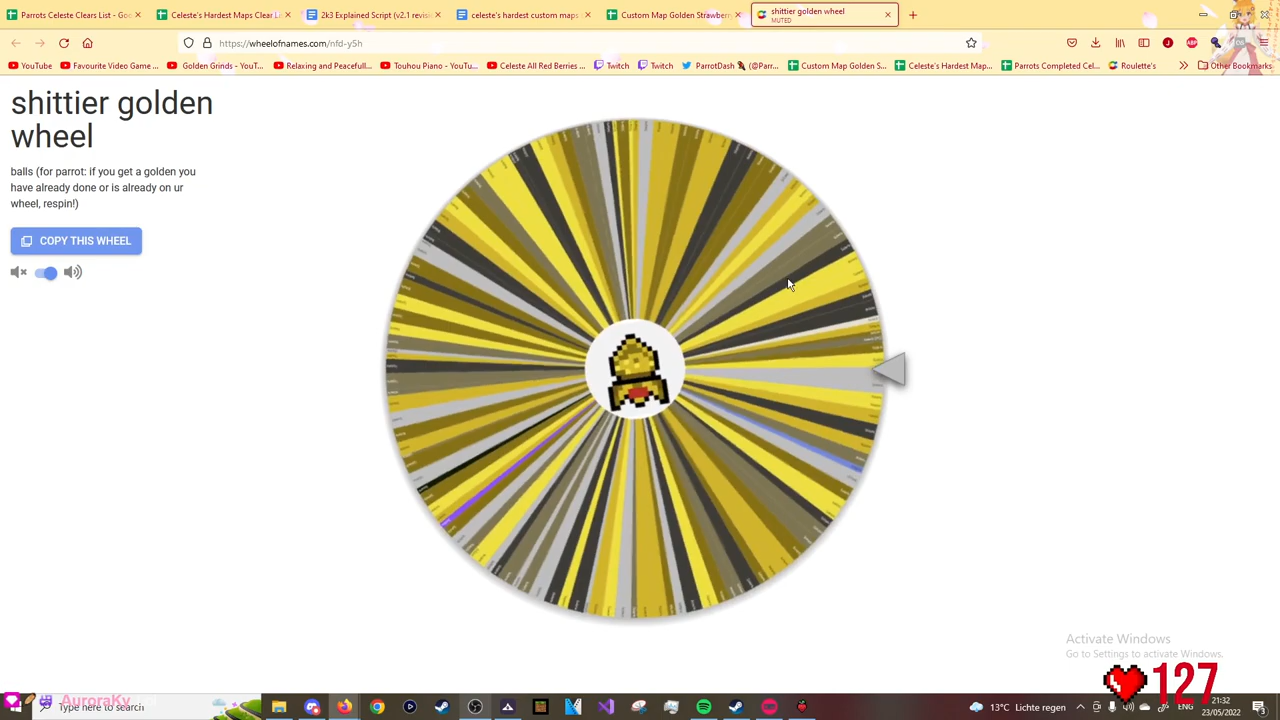 Parrots Celeste Clears List - Gol
Celeste's Hardest Maps Clear Li
2k3 Explained Script (v2.1 revisi
celeste's hardest custom maps
Custom Map Golden Strawberry
shittier golden wheel
MUTED
https://wheelofnames.com/nfd-y5h
YouTube
Favourite Video Game ...
Golden Grinds - YouT...
Relaxing and Peacefull...
Touhou Piano - YouTu...
Celeste All Red Berries ...
Twitch
Twitch
ParrotDash
(@Parr...
Custom Map Golden S...
Celeste's Hardest Map...
Parrots Completed Cel...
Roulette's
Other Bookmarks
shittier golden
wheel
balls (for parrot: if you get a golden you
have already done or is already on ur
wheel, respin!)
COPY THIS WHEEL
Activate Windows
Go to Settings to activate Windows.
127
AuroraKy
Type here to search
13°C Lichte regen
ENG
21:32
23/05/2022
2